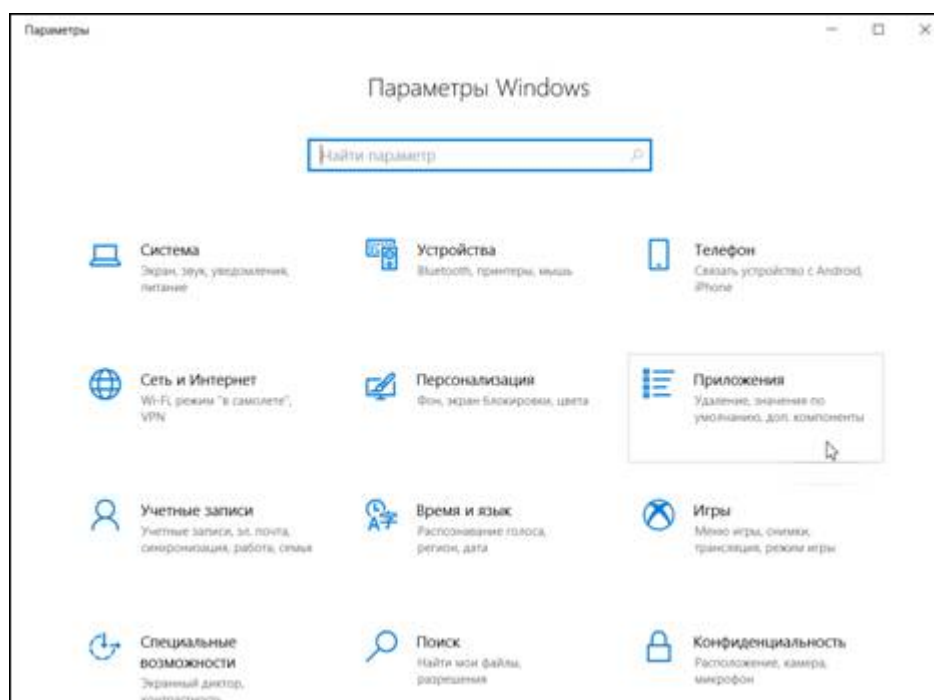 Параметры
Параметры Windows
Найти параметр
Система
Экран, звук, уведомления,
питание
Устройства
Bluetooth, принтеры, мышь
Телефон
Связать устройство с Android,
iPhone
Сеть и Интернет
Wi-Fi, режим "в самолете",
VPN
Персонализация
Фон, экран блокировки, цвета
Приложения
Удаление, значения по
умолчанию, доп. компоненты
Учетные записи
Учетные записи, эл. почта,
синхронизация, работа, семья
Время и язык
Распознавание голоса,
регион, дата
Игры
Меню игры, снимки,
трансляция, режим игры
Специальные
возможности
Экранный диктор,
контрастность
Поиск
Найти мои файлы,
разрешения
Конфиденциальность
Расположение, камера,
микрофон